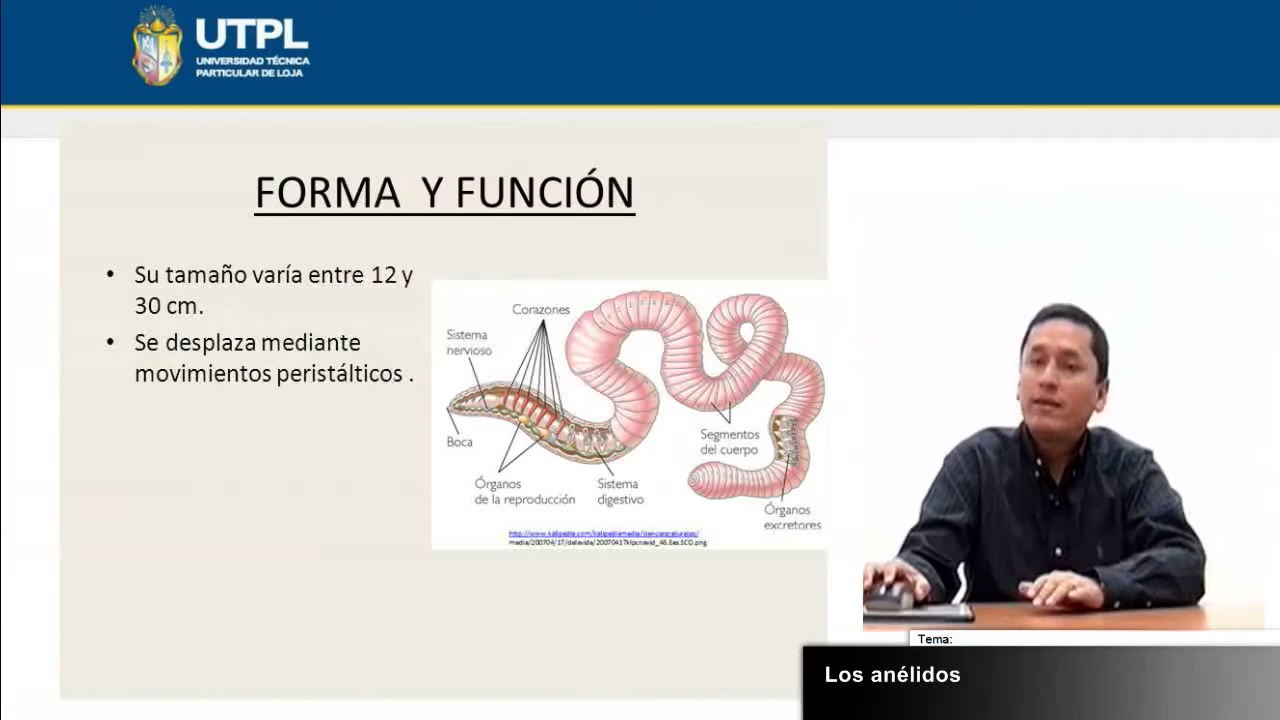 UTPL
UNIVERSIDAD TÉCNICA
PARTICULAR DE LOJA
FORMA Y FUNCIÓN
• Su tamaño varía entre 12 y
30 cm.
• Se desplaza mediante
movimientos peristálticos .
Corazones
Sistema
nervioso
Boca
Órganos
de la reproducción
Sistema
digestivo
Segmentos
del cuerpo
Órganos
excretores
Tema:
Los anélidos